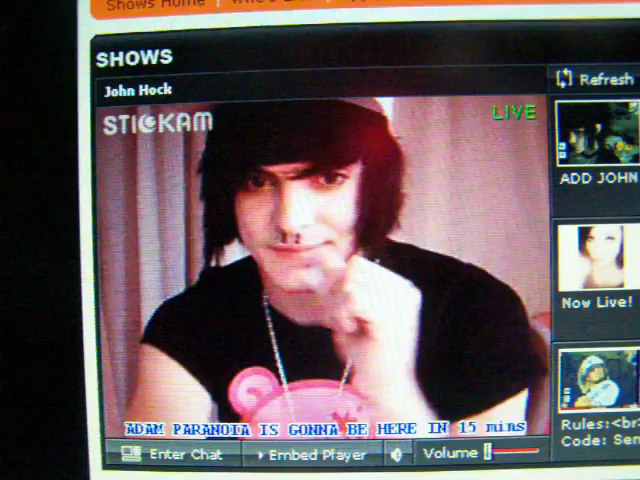 Shows Home |
SHOWS
John Hock
Refresh
STICKAM
LIVE
ADD JOHN
Now Live!
ADAM PARANOIA IS GONNA BE HERE IN 15 mins
Rules:<br
Code: Sen
Enter Chat
Embed Player
Volume